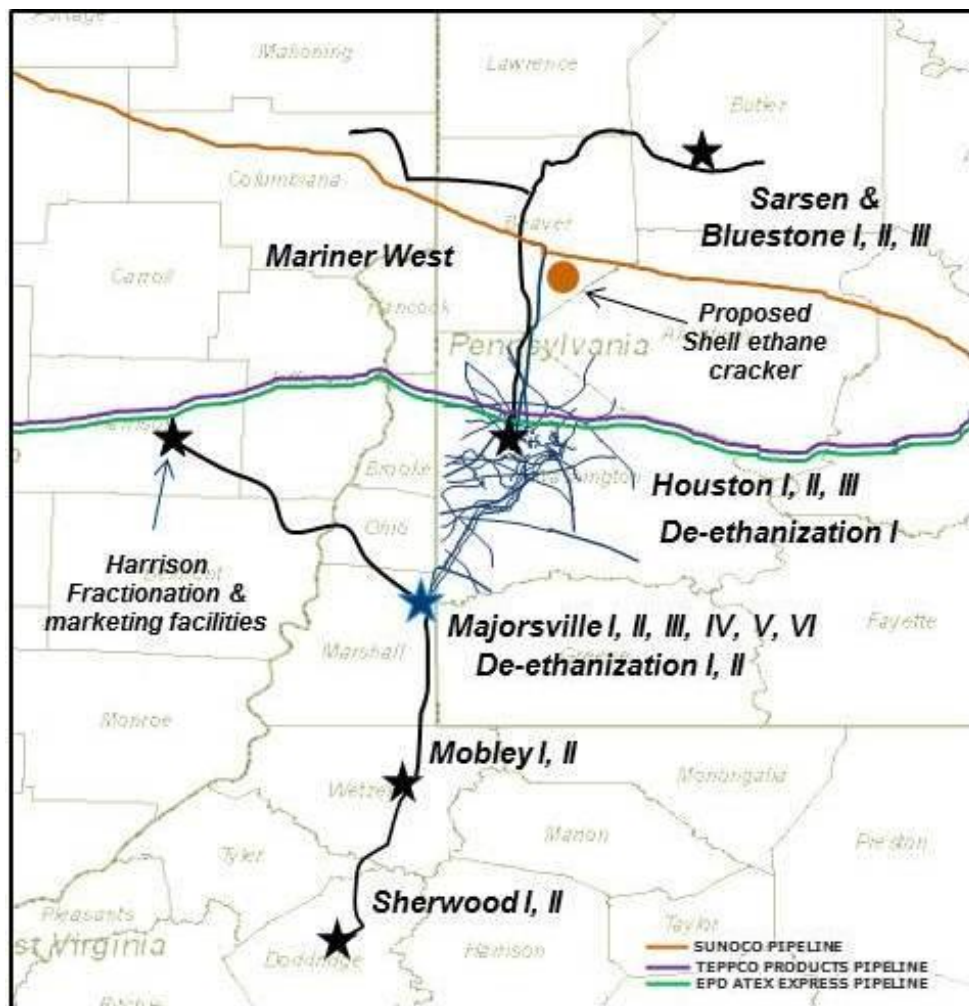 Portage
Mahoning
Lawrence
Butler
Columbiana
Beaver
Sarsen &
Bluestone I, II, III
Mariner West
Carroll
Hancock
Proposed
Shell ethane
cracker
Pennsylvania
Brooke
Houston I, II, III
De-ethanization I
Ohio
Harrison
Fractionation &
marketing facilities
Majorsville I, II, III, IV, V, VI
De-ethanization I, II
Fayette
Marshall
Monroe
Mobley I, II
Wetzel
Monongalia
Marion
Preston
Tyler
Sherwood I, II
Pleasants
Taylor
st Virginia
Doddridge
Harrison
Ritchie
SUNOCO PIPELINE
TEPPCO PRODUCTS PIPELINE
EPD ATEX EXPRESS PIPELINE